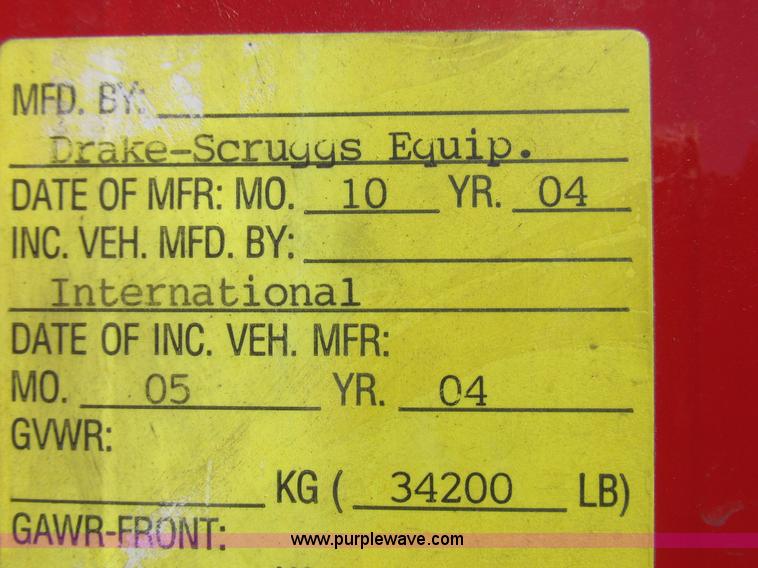 MFD. BY:
Drake-Scruggs Equip.
DATE OF MFR: MO. 10 YR. 04
INC. VEH. MFD. BY:
International
DATE OF INC. VEH. MFR:
MO. 05 YR. 04
GVWR:
KG ( 34200 LB)
GAWR-FRONT:
www.purplewave.com